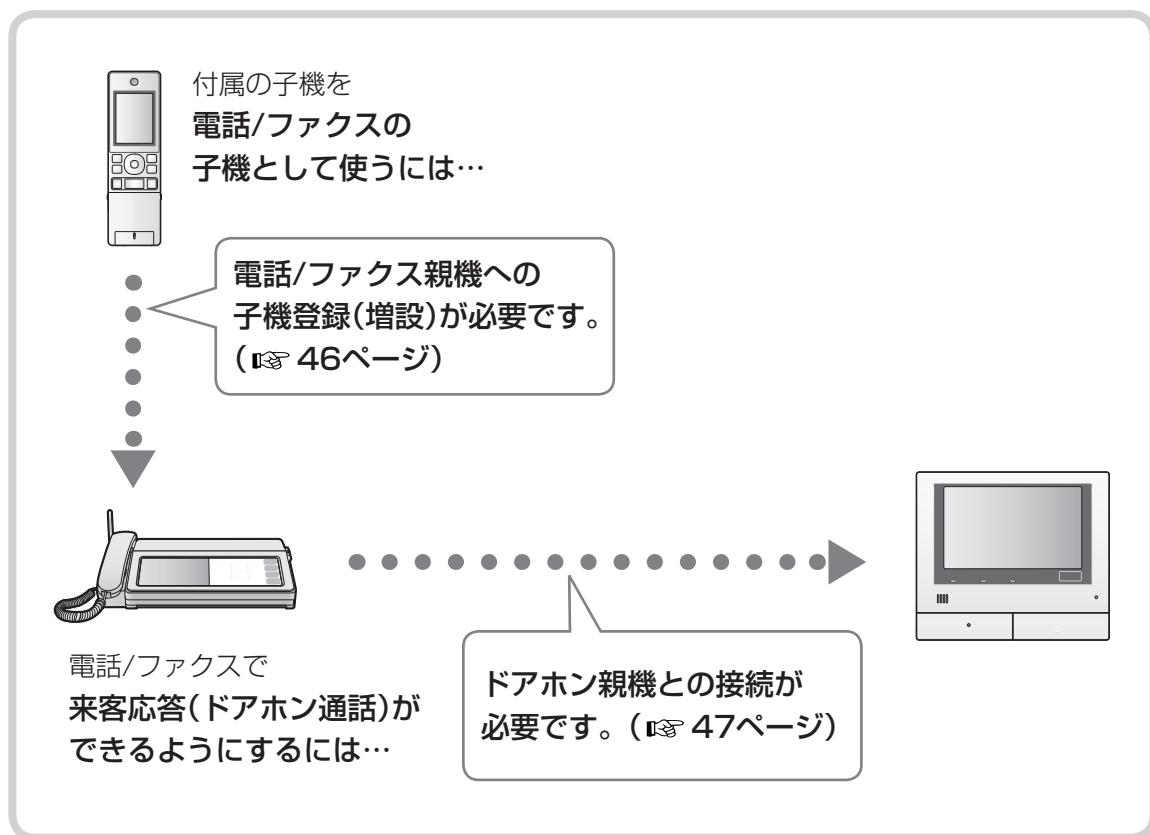 付属の子機を
電話/ファクスの
子機として使うには…
電話/ファクス親機への
子機登録(増設)が必要です。
(☞ 46ページ)
電話/ファクスで
来客応答(ドアホン通話)が
できるようにするには…
ドアホン親機との接続が
必要です。(☞ 47ページ)